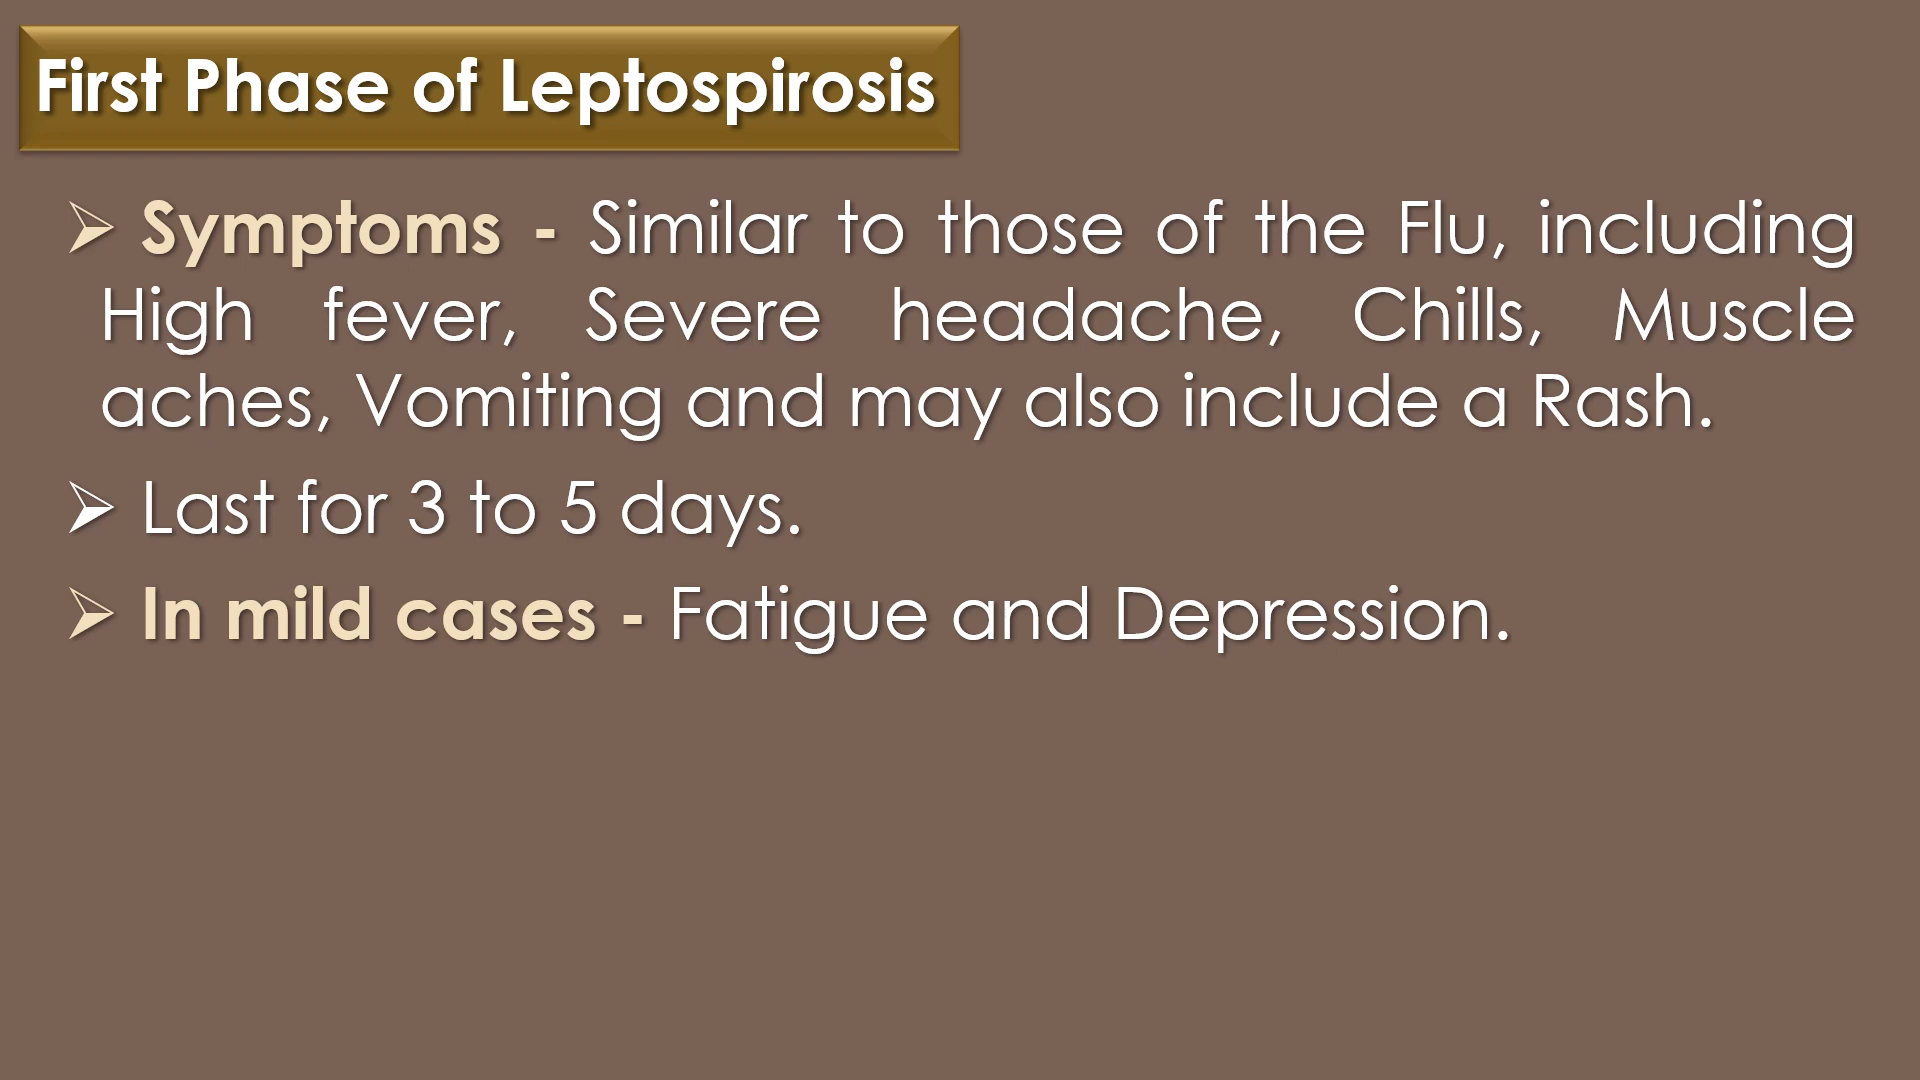 First Phase of Leptospirosis
➢ Symptoms - Similar to those of the Flu, including
High fever, Severe headache, Chills, Muscle
aches, Vomiting and may also include a Rash.
➢ Last for 3 to 5 days.
➢ In mild cases - Fatigue and Depression.